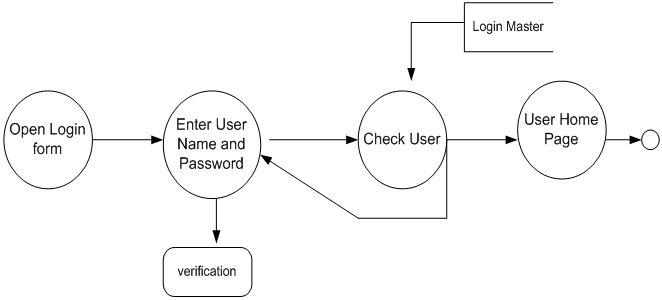 Login Master
Open Login
form
Enter User
Name and
Password
Check User
User Home
Page
verification